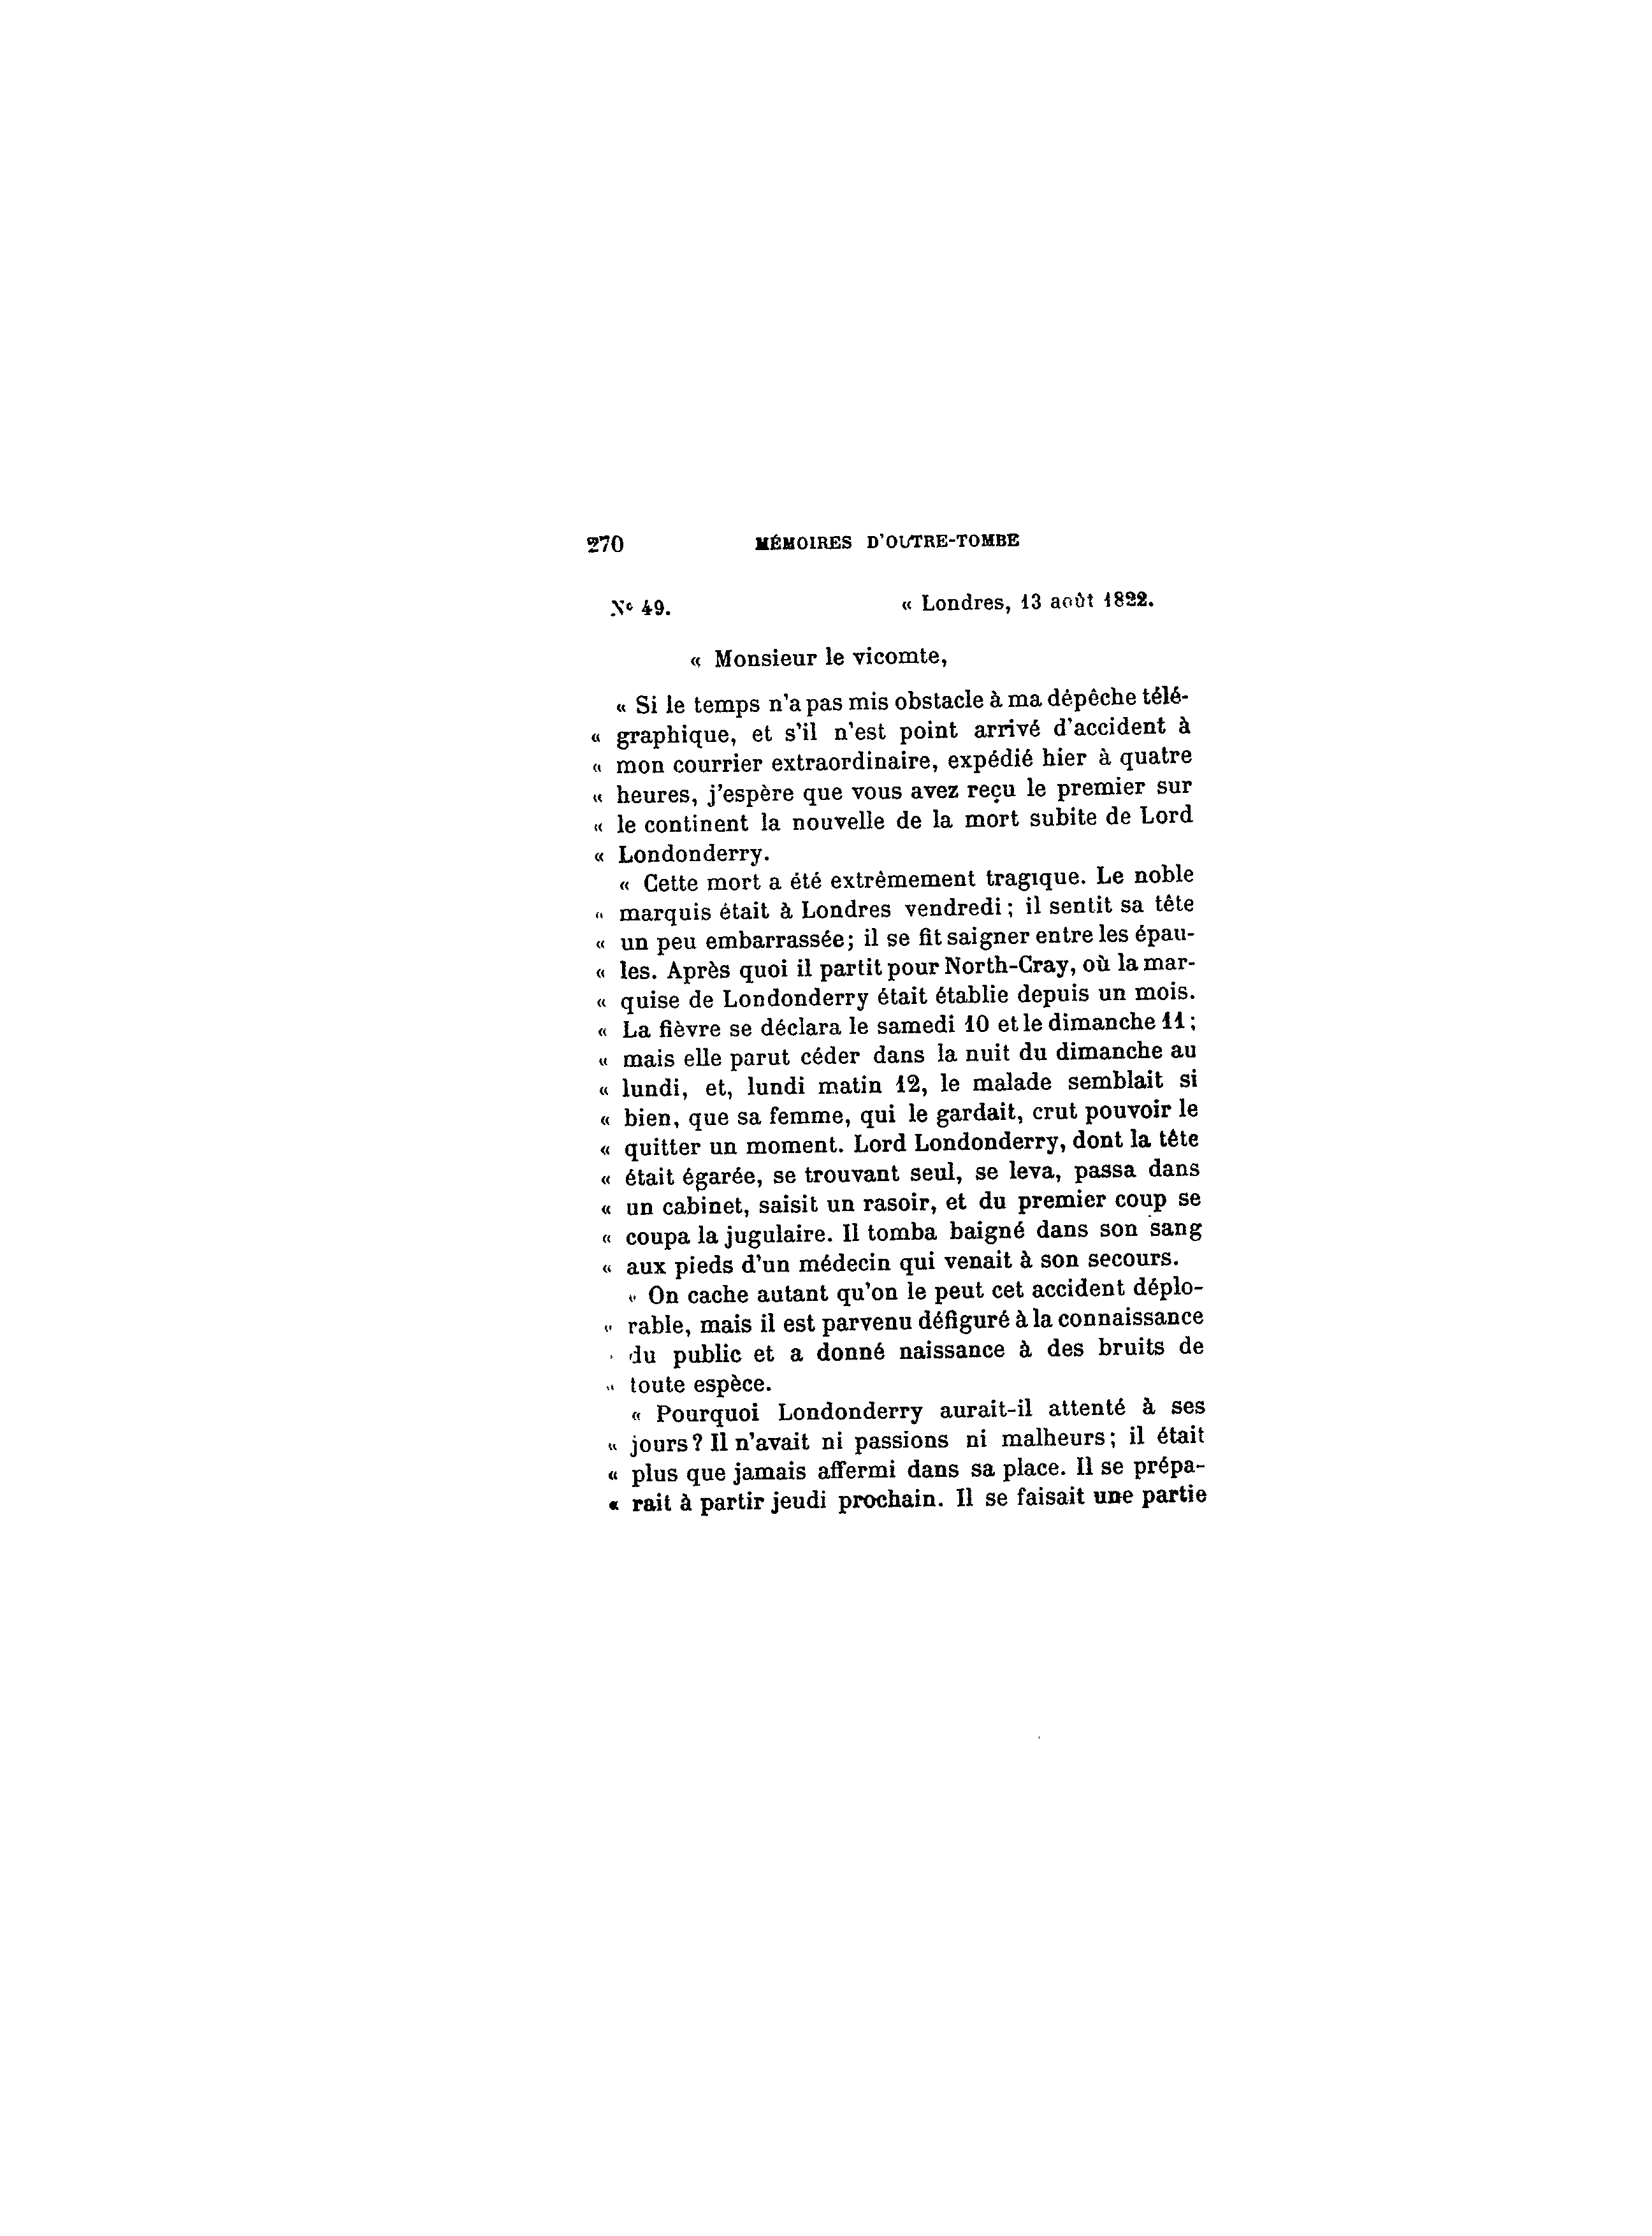 270 MÉMOIRES D'OUTRE-TOMBE
Nº 49. « Londres, 13 août 1822.
« Monsieur le vicomte,
« Si le temps n'a pas mis obstacle à ma dépêche télé-
« graphique, et s'il n'est point arrivé d'accident à
« mon courrier extraordinaire, expédié hier à quatre
« heures, j'espère que vous avez reçu le premier sur
« le continent la nouvelle de la mort subite de Lord
« Londonderry.
« Cette mort a été extrêmement tragique. Le noble
« marquis était à Londres vendredi ; il sentit sa tête
« un peu embarrassée; il se fit saigner entre les épau-
« les. Après quoi il partit pour North-Cray, où la mar-
« quise de Londonderry était établie depuis un mois.
« La fièvre se déclara le samedi 10 et le dimanche 11 ;
« mais elle parut céder dans la nuit du dimanche au
« lundi, et, lundi matin 12, le malade semblait si
« bien, que sa femme, qui le gardait, crut pouvoir le
« quitter un moment. Lord Londonderry, dont la tête
« était égarée, se trouvant seul, se leva, passa dans
« un cabinet, saisit un rasoir, et du premier coup se
« coupa la jugulaire. Il tomba baigné dans son sang
« aux pieds d'un médecin qui venait à son secours.
« On cache autant qu'on le peut cet accident déplo-
« rable, mais il est parvenu défiguré à la connaissance
« du public et a donné naissance à des bruits de
« toute espèce.
« Pourquoi Londonderry aurait-il attenté à ses
« jours? Il n'avait ni passions ni malheurs; il était
« plus que jamais affermi dans sa place. Il se prépa-
« rait à partir jeudi prochain. Il se faisait une partie